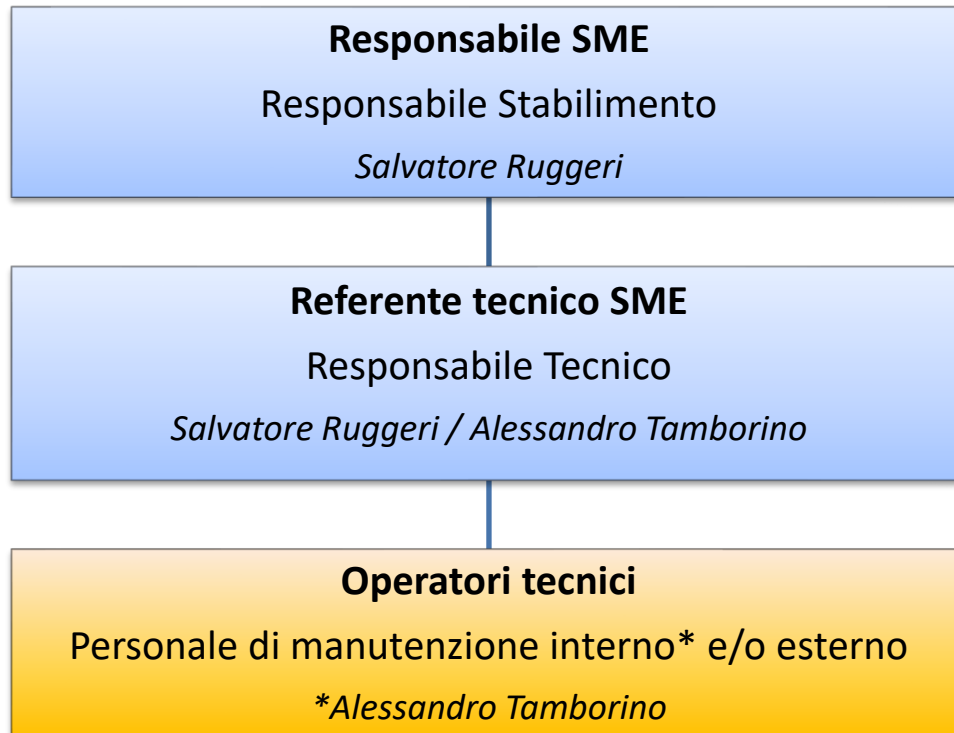 Responsabile SME
Responsabile Stabilimento
Salvatore Ruggeri
Referente tecnico SME
Responsabile Tecnico
Salvatore Ruggeri / Alessandro Tamborino
Operatori tecnici
Personale di manutenzione interno* e/o esterno
*Alessandro Tamborino